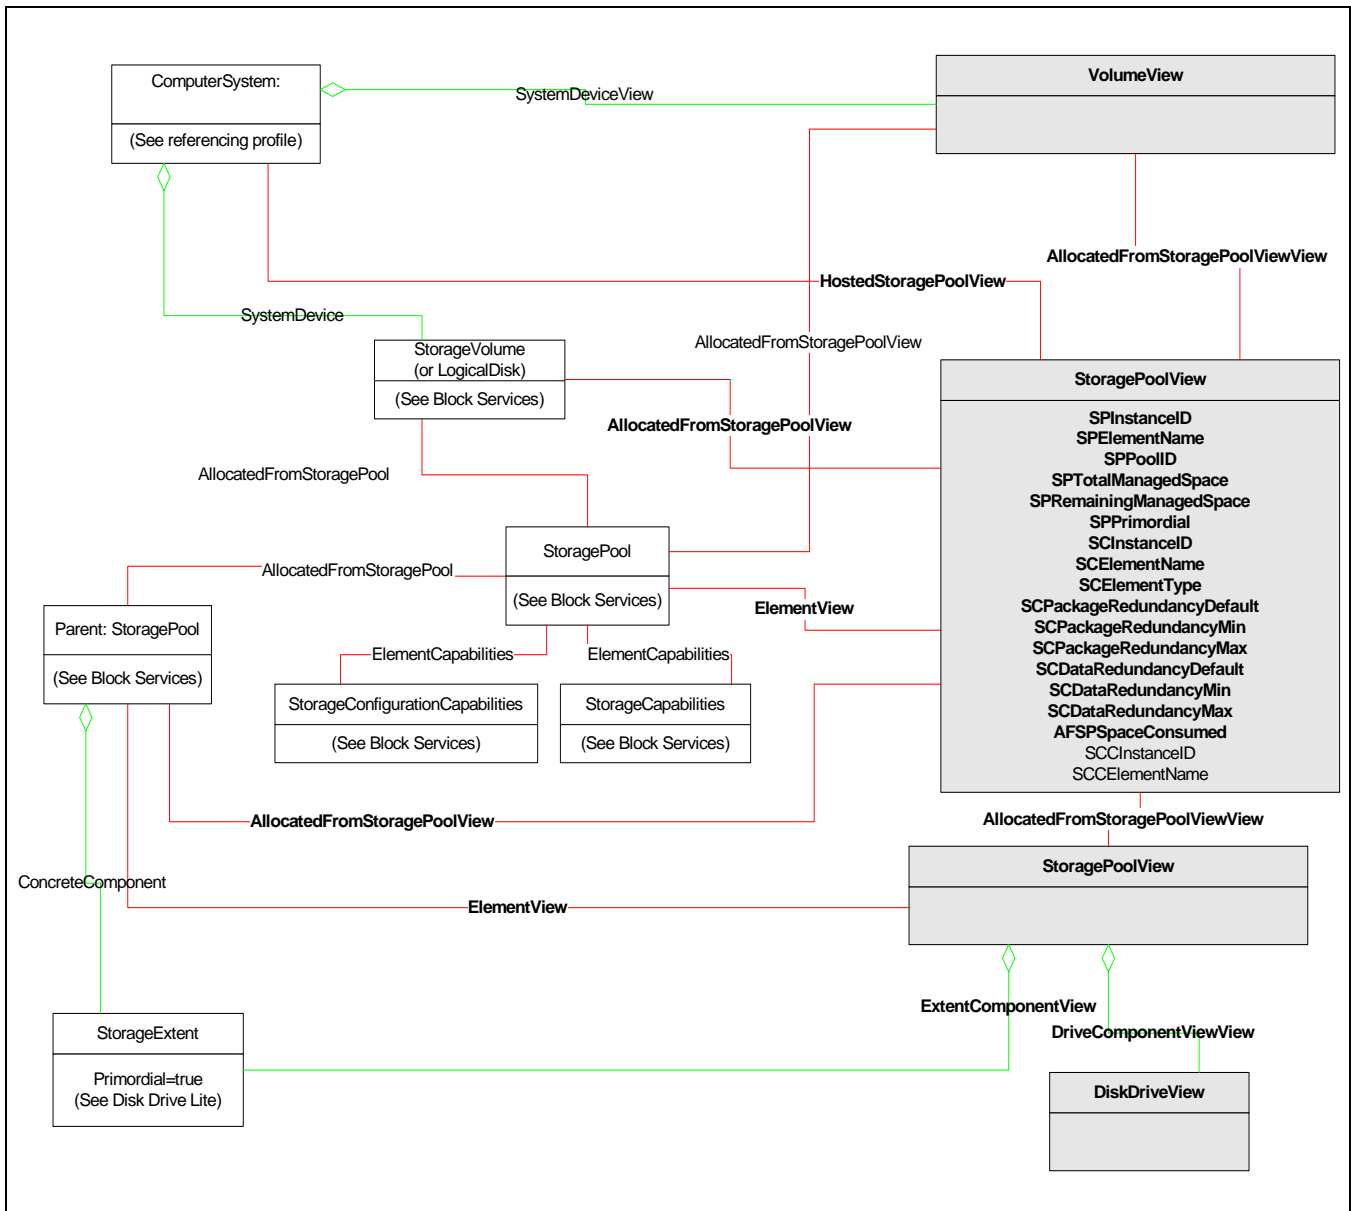 ComputerSystem:
(See referencing profile)
SystemDeviceView
VolumeView
AllocatedFromStoragePoolViewView
HostedStoragePoolView
SystemDevice
AllocatedFromStoragePoolView
StorageVolume
(or LogicalDisk)
(See Block Services)
AllocatedFromStoragePoolView
AllocatedFromStoragePool
StoragePoolView
SPInstanceID
SPElementName
SPPoolID
SPTotalManagedSpace
SPRemainingManagedSpace
SPPrimordial
SCInstanceID
SCElementName
SCElementType
SCPackageRedundancyDefault
SCPackageRedundancyMin
SCPackageRedundancyMax
SCDataRedundancyDefault
SCDataRedundancyMin
SCDataRedundancyMax
AFSPSpaceConsumed
SCCInstanceID
SCCElementName
StoragePool
(See Block Services)
AllocatedFromStoragePool
ElementView
Parent: StoragePool
(See Block Services)
ElementCapabilities
ElementCapabilities
StorageConfigurationCapabilities
(See Block Services)
StorageCapabilities
(See Block Services)
AllocatedFromStoragePoolView
AllocatedFromStoragePoolViewView
StoragePoolView
ConcreteComponent
ElementView
ExtentComponentView
DriveComponentViewView
StorageExtent
Primordial=true
(See Disk Drive Lite)
DiskDriveView